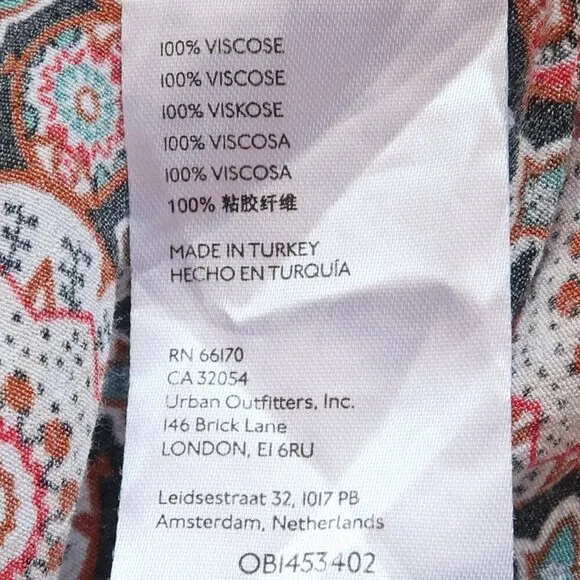 100% VISCOSE
100% VISCOSE
100% VISKOSE
100% VISCOSA
100% VISCOSA
100% 粘胶纤维
MADE IN TURKEY
HECHO EN TURQUÍA
RN 66170
CA 32054
Urban Outfitters, Inc.
146 Brick Lane
LONDON, E1 6RU
Leidsestraat 32, 1017 PB
Amsterdam, Netherlands
OB1453402